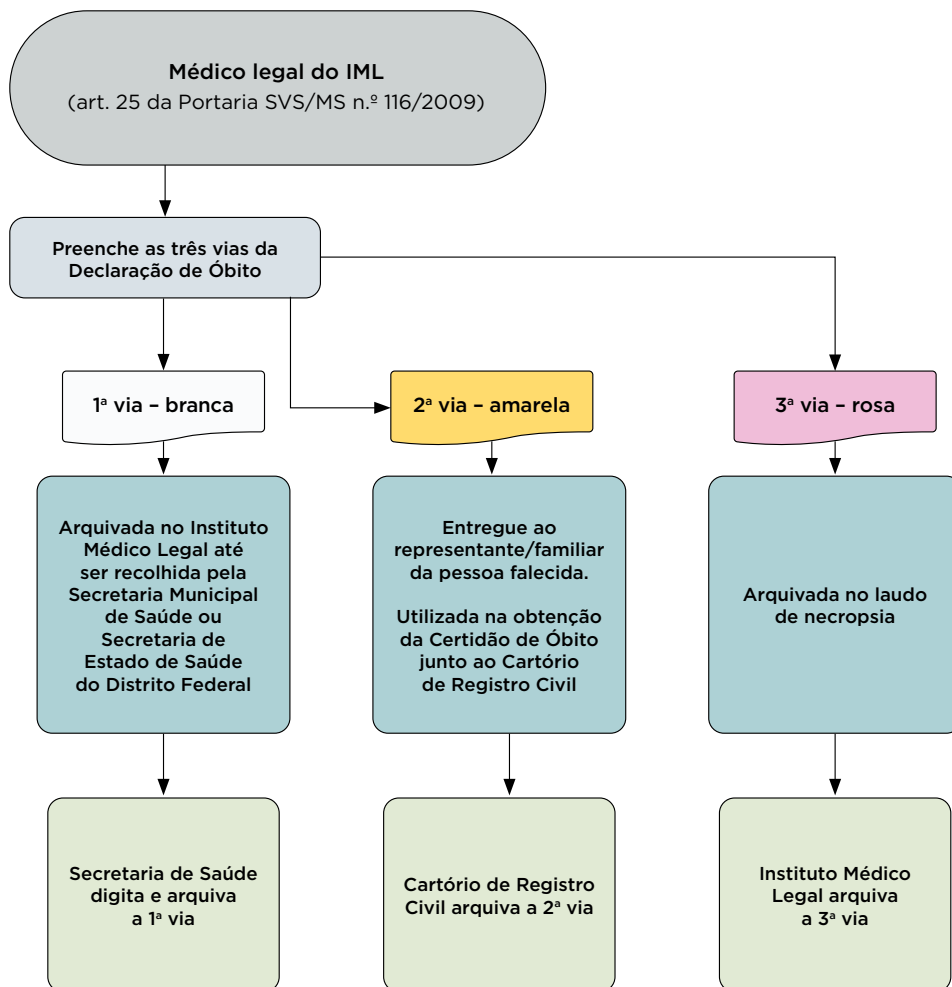 Médico legal do IML
(art. 25 da Portaria SVS/MS n.º 116/2009)
Preenche as três vias da
Declaração de Óbito
1ª via – branca
2ª via – amarela
3ª via – rosa
Arquivada no Instituto
Médico Legal até
ser recolhida pela
Secretaria Municipal
de Saúde ou
Secretaria de
Estado de Saúde
do Distrito Federal
Entregue ao
representante/familiar
da pessoa falecida.
Utilizada na obtenção
da Certidão de Óbito
junto ao Cartório
de Registro Civil
Arquivada no laudo
de necropsia
Secretaria de Saúde
digita e arquiva
a 1ª via
Cartório de Registro
Civil arquiva a 2ª via
Instituto Médico
Legal arquiva
a 3ª via